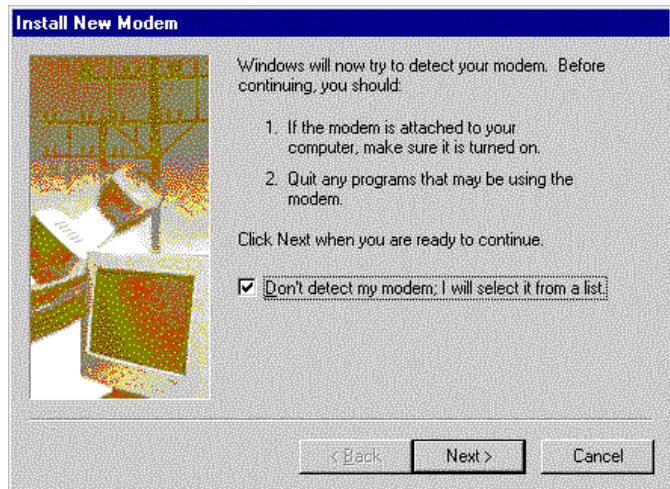 Install New Modem
Windows will now try to detect your modem. Before
continuing, you should:
1. If the modem is attached to your
computer, make sure it is turned on.
2. Quit any programs that may be using the
modem.
Click Next when you are ready to continue.
Don't detect my modem; I will select it from a list.
< Back
Next >
Cancel